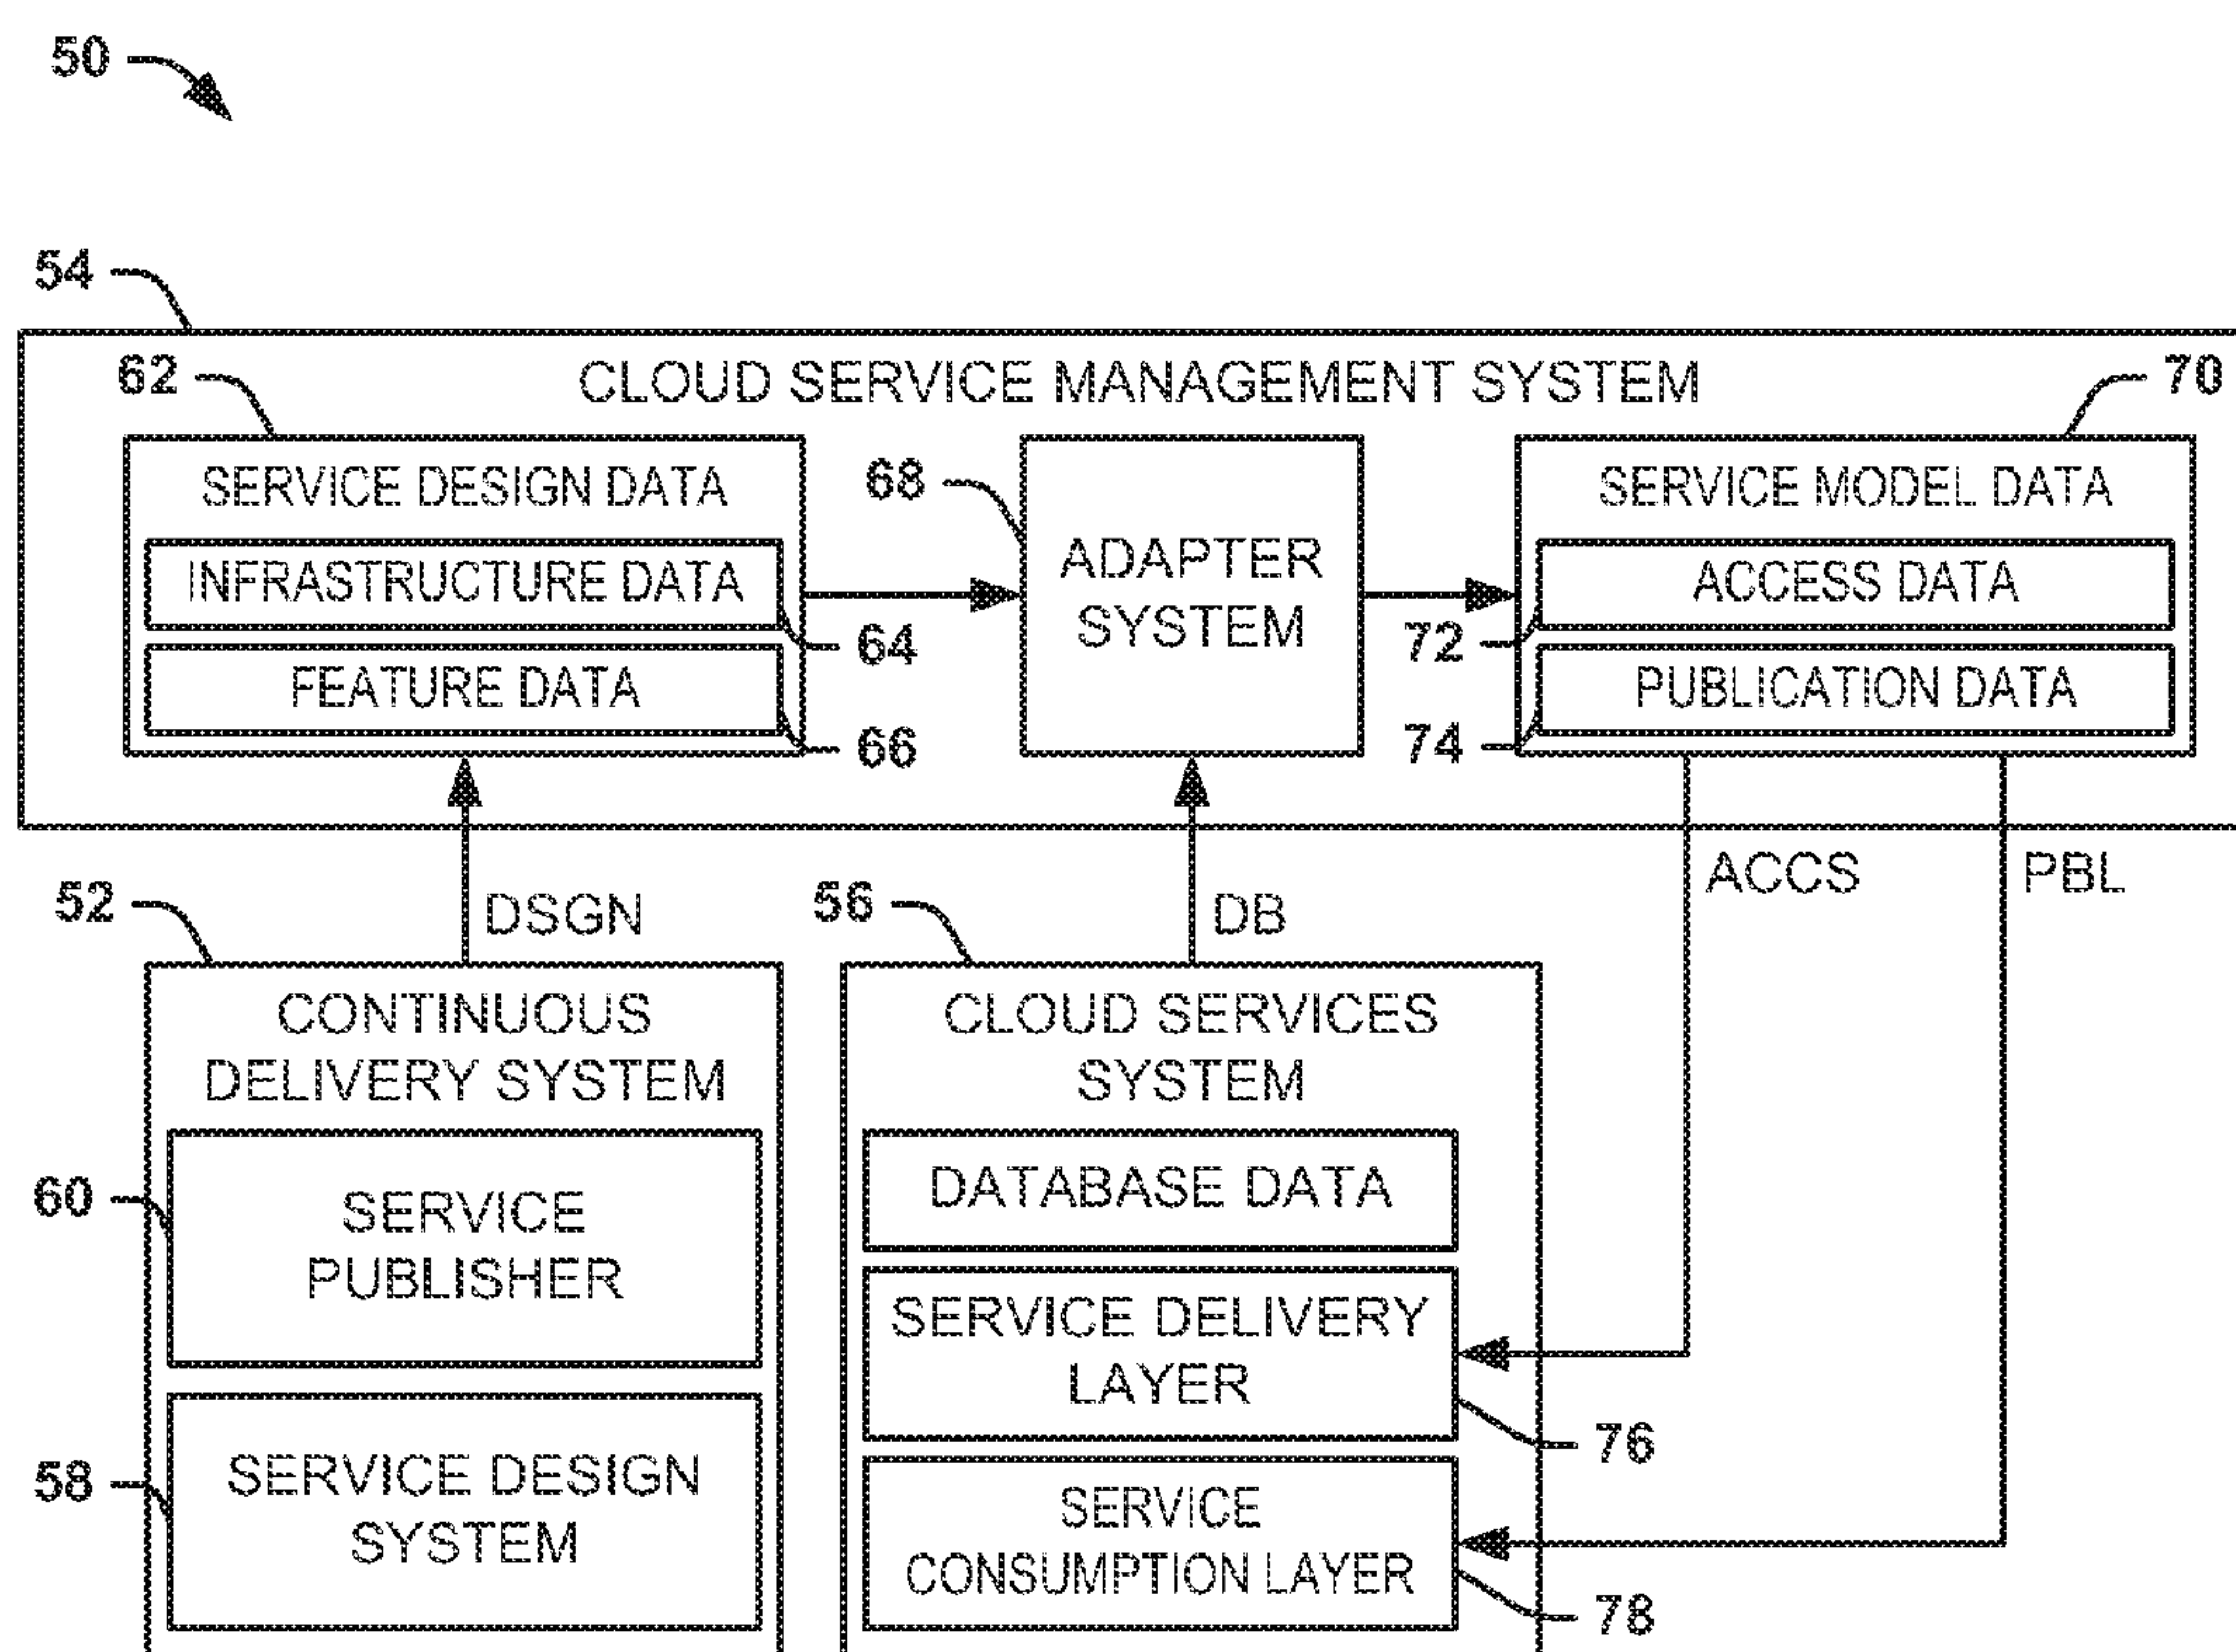 50
54
CLOUD SERVICE MANAGEMENT SYSTEM
62
70
SERVICE DESIGN DATA
INFRASTRUCTURE DATA
64
FEATURE DATA
66
68
ADAPTER
SYSTEM
SERVICE MODEL DATA
ACCESS DATA
72
PUBLICATION DATA
74
DSGN
DB
ACCS
PBL
52
CONTINUOUS
DELIVERY SYSTEM
60
SERVICE
PUBLISHER
58
SERVICE DESIGN
SYSTEM
56
CLOUD SERVICES
SYSTEM
DATABASE DATA
SERVICE DELIVERY
LAYER
76
SERVICE
CONSUMPTION LAYER
78